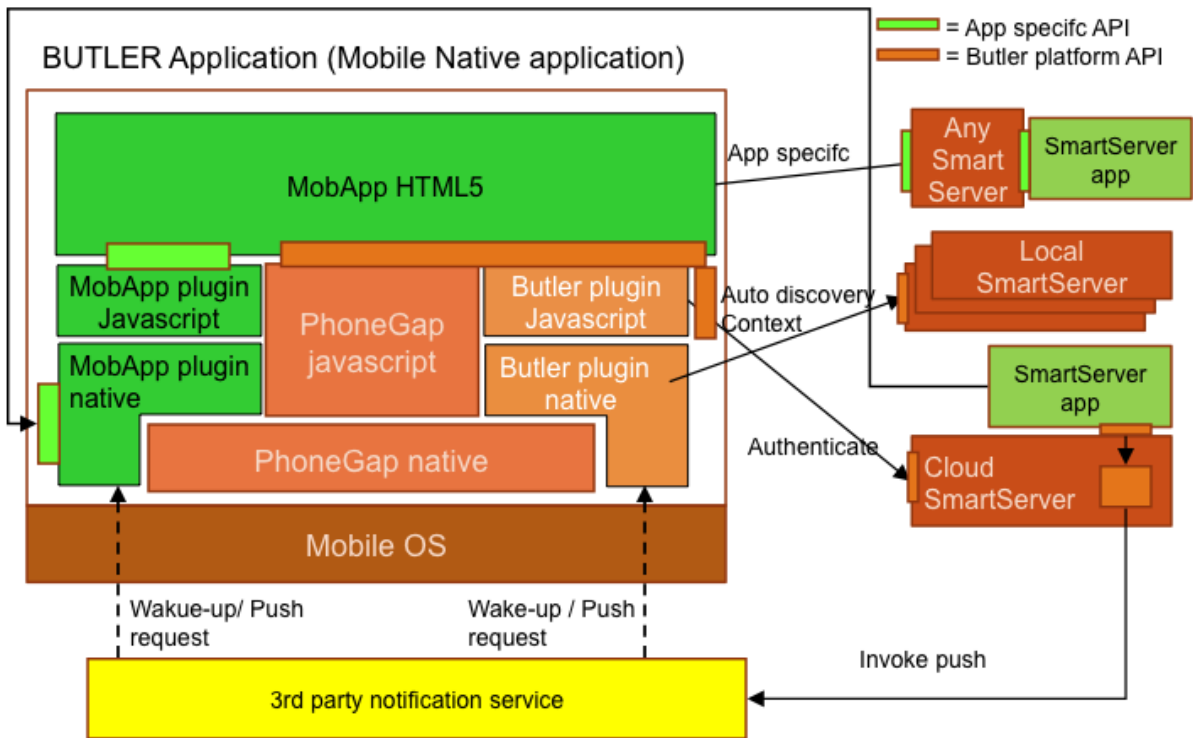 = App specifc API
= Butler platform API
BUTLER Application (Mobile Native application)
MobApp HTML5
App specifc
Any
Smart
Server
SmartServer
app
MobApp plugin
Javascript
PhoneGap
javascript
Butler plugin
Javascript
Auto discovery
Context
Local
SmartServer
MobApp plugin
native
Butler plugin
native
SmartServer
app
PhoneGap native
Authenticate
Cloud
SmartServer
Mobile OS
Wakue-up/ Push
request
Wake-up / Push
request
Invoke push
3rd party notification service